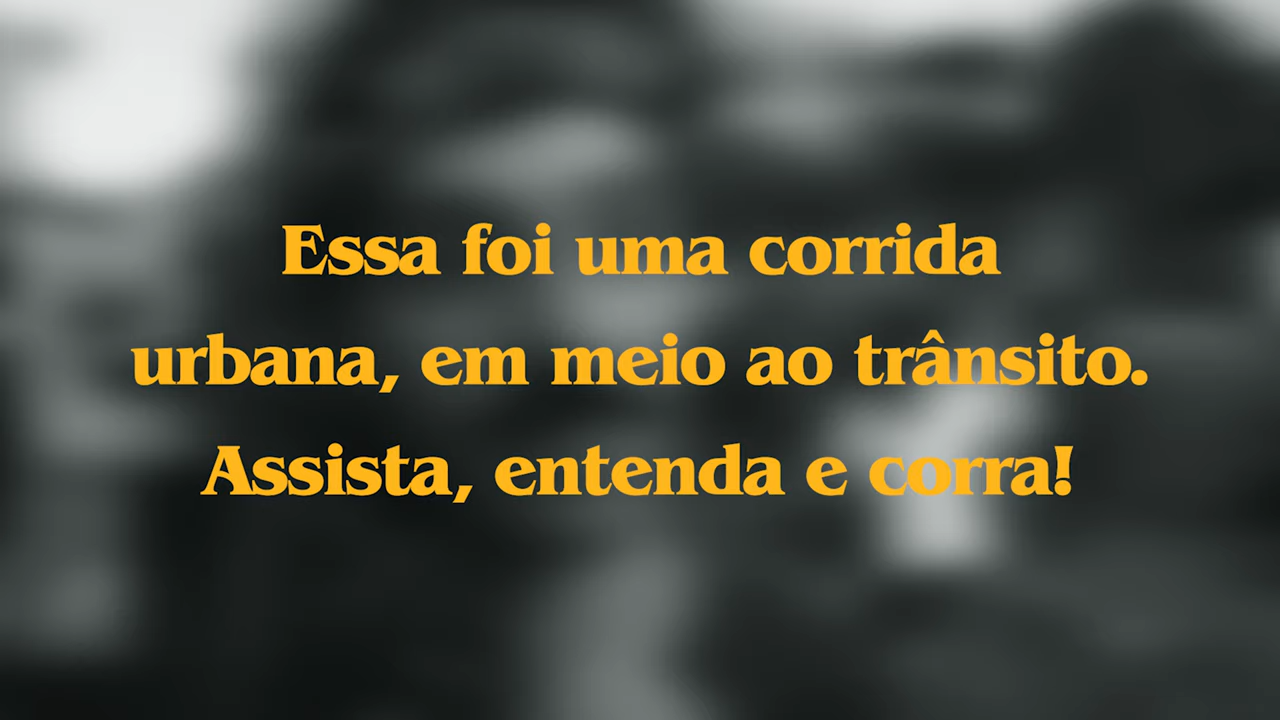 Essa foi uma corrida
urbana, em meio ao trânsito.
Assista, entenda e corra!